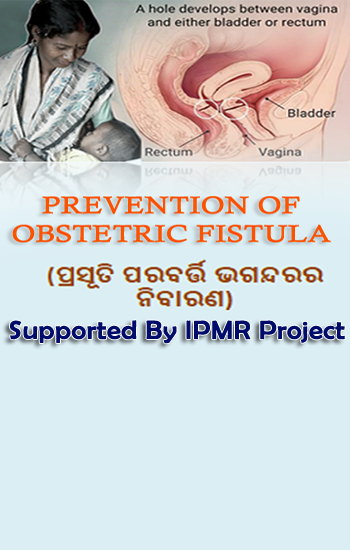 A hole develops between vagina
and either bladder or rectum
Bladder
Rectum
Vagina
PREVENTION OF
OBSTETRIC FISTULA
(ପ୍ରସୂତି ପରବର୍ତ୍ତି ଭଗନ୍ଦରର
ନିବାରଣ)
Supported By IPMR Project